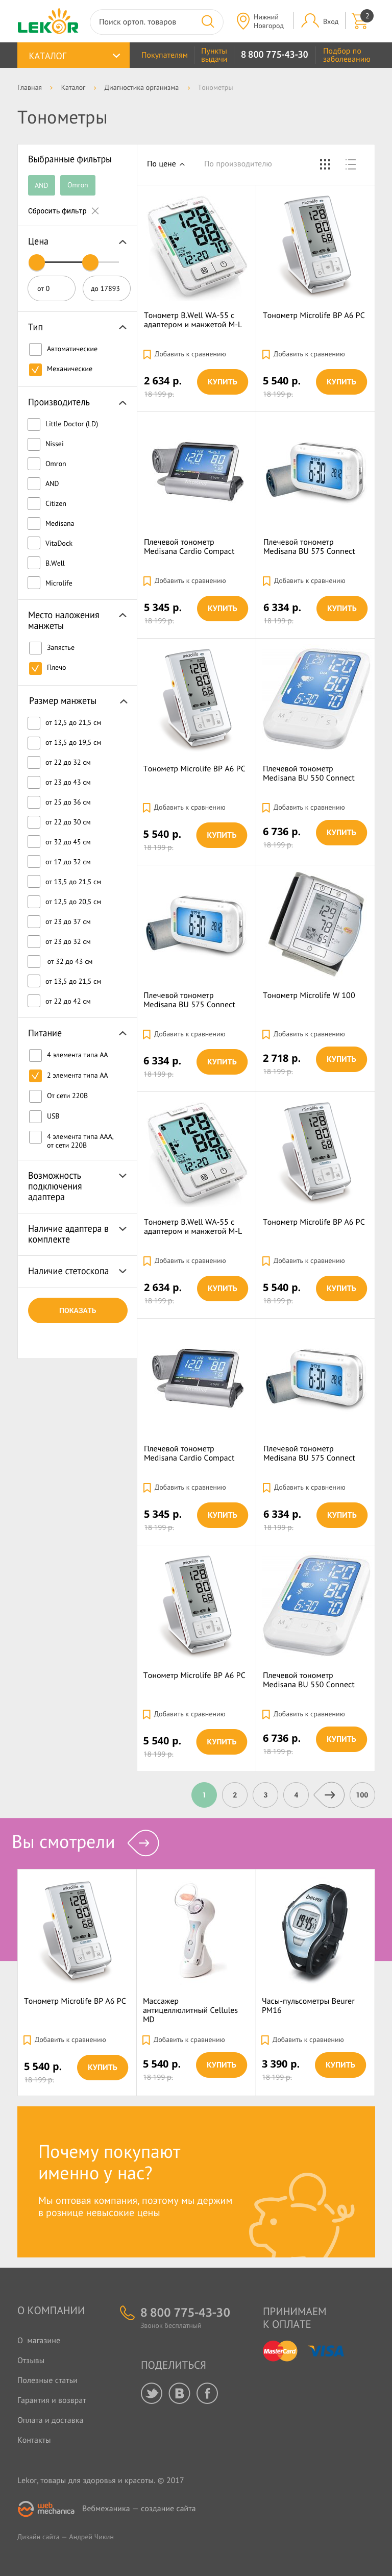 LEKOR
Поиск ортоп. товаров
Нижний
Новгород
Вход
2
КАТАЛОГ
Покупателям
Пункты
выдачи
8 800 775-43-30
Подбор по
заболеванию
Главная
Каталог
Диагностика организма
Тонометры
Тонометры
Выбранные фильтры
AND
Omron
Сбросить фильтр
Цена
от 0
до 17893
Тип
Автоматические
Механические
Производитель
Little Doctor (LD)
Nissei
Omron
AND
Citizen
Medisana
VitaDock
B.Well
Microlife
Место наложения
манжеты
Запястье
Плечо
Размер манжеты
от 12,5 до 21,5 см
от 13,5 до 19,5 см
от 22 до 32 см
от 23 до 43 см
от 25 до 36 см
от 22 до 30 см
от 32 до 45 см
от 17 до 32 см
от 13,5 до 21,5 см
от 12,5 до 20,5 см
от 23 до 37 см
от 23 до 32 см
от 32 до 43 см
от 13,5 до 21,5 см
от 22 до 42 см
Питание
4 элемента типа АА
2 элемента типа АА
От сети 220В
USB
4 элемента типа ААА,
от сети 220В
Возможность
подключения
адаптера
Наличие адаптера в
комплекте
Наличие стетоскопа
ПОКАЗАТЬ
По цене
По производителю
Тонометр B.Well WA-55 с
адаптером и манжетой M-L
Добавить к сравнению
2 634 р.
18 199 р.
КУПИТЬ
Тонометр Microlife BP A6 PC
Добавить к сравнению
5 540 р.
18 199 р.
КУПИТЬ
Плечевой тонометр
Medisana Cardio Compact
Добавить к сравнению
5 345 р.
18 199 р.
КУПИТЬ
Плечевой тонометр
Medisana BU 575 Connect
Добавить к сравнению
6 334 р.
18 199 р.
КУПИТЬ
Тонометр Microlife BP A6 PC
Добавить к сравнению
5 540 р.
18 199 р.
КУПИТЬ
Плечевой тонометр
Medisana BU 550 Connect
Добавить к сравнению
6 736 р.
18 199 р.
КУПИТЬ
Плечевой тонометр
Medisana BU 575 Connect
Добавить к сравнению
6 334 р.
18 199 р.
КУПИТЬ
Тонометр Microlife W 100
Добавить к сравнению
2 718 р.
18 199 р.
КУПИТЬ
Тонометр B.Well WA-55 с
адаптером и манжетой M-L
Добавить к сравнению
2 634 р.
18 199 р.
КУПИТЬ
Тонометр Microlife BP A6 PC
Добавить к сравнению
5 540 р.
18 199 р.
КУПИТЬ
Плечевой тонометр
Medisana Cardio Compact
Добавить к сравнению
5 345 р.
18 199 р.
КУПИТЬ
Плечевой тонометр
Medisana BU 575 Connect
Добавить к сравнению
6 334 р.
18 199 р.
КУПИТЬ
Тонометр Microlife BP A6 PC
Добавить к сравнению
5 540 р.
18 199 р.
КУПИТЬ
Плечевой тонометр
Medisana BU 550 Connect
Добавить к сравнению
6 736 р.
18 199 р.
КУПИТЬ
1
2
3
4
100
Вы смотрели
Тонометр Microlife BP A6 PC
Добавить к сравнению
5 540 р.
18 199 р.
КУПИТЬ
Массажер
антицеллюлитный Cellules
MD
Добавить к сравнению
5 540 р.
18 199 р.
КУПИТЬ
Часы-пульсометры Beurer
PM16
Добавить к сравнению
3 390 р.
18 199 р.
КУПИТЬ
Почему покупают
именно у нас?
Мы оптовая компания, поэтому мы держим
в рознице невысокие цены
О КОМПАНИИ
О магазине
Отзывы
Полезные статьи
Гарантия и возврат
Оплата и доставка
Контакты
8 800 775-43-30
Звонок бесплатный
ПОДЕЛИТЬСЯ
ПРИНИМАЕМ
К ОПЛАТЕ
MasterCard
VISA
Lekor, товары для здоровья и красоты. © 2017
web
mechanica
Вебмеханика — создание сайта
Дизайн сайта — Андрей Чикин